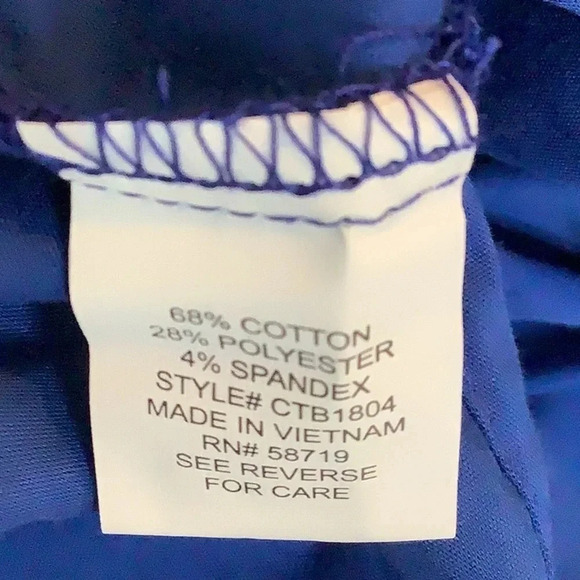 68% COTTON
28% POLYESTER
4% SPANDEX
STYLE# CTB1804
MADE IN VIETNAM
RN# 58719
SEE REVERSE
FOR CARE